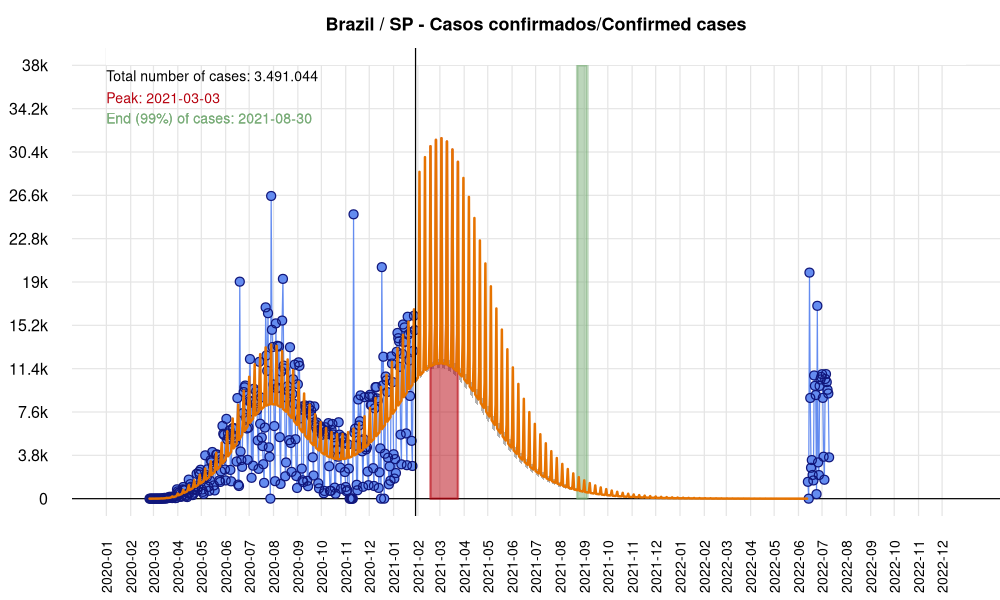 Brazil / SP - Casos confirmados/Confirmed cases
Total number of cases: 3.491.044
Peak: 2021-03-03
End (99%) of cases: 2021-08-30
38k
34.2k
30.4k
26.6k
22.8k
19k
15.2k
11.4k
7.6k
3.8k
0
2020-01
2020-02
2020-03
2020-04
2020-05
2020-06
2020-07
2020-08
2020-09
2020-10
2020-11
2020-12
2021-01
2021-02
2021-03
2021-04
2021-05
2021-06
2021-07
2021-08
2021-09
2021-10
2021-11
2021-12
2022-01
2022-02
2022-03
2022-04
2022-05
2022-06
2022-07
2022-08
2022-09
2022-10
2022-11
2022-12